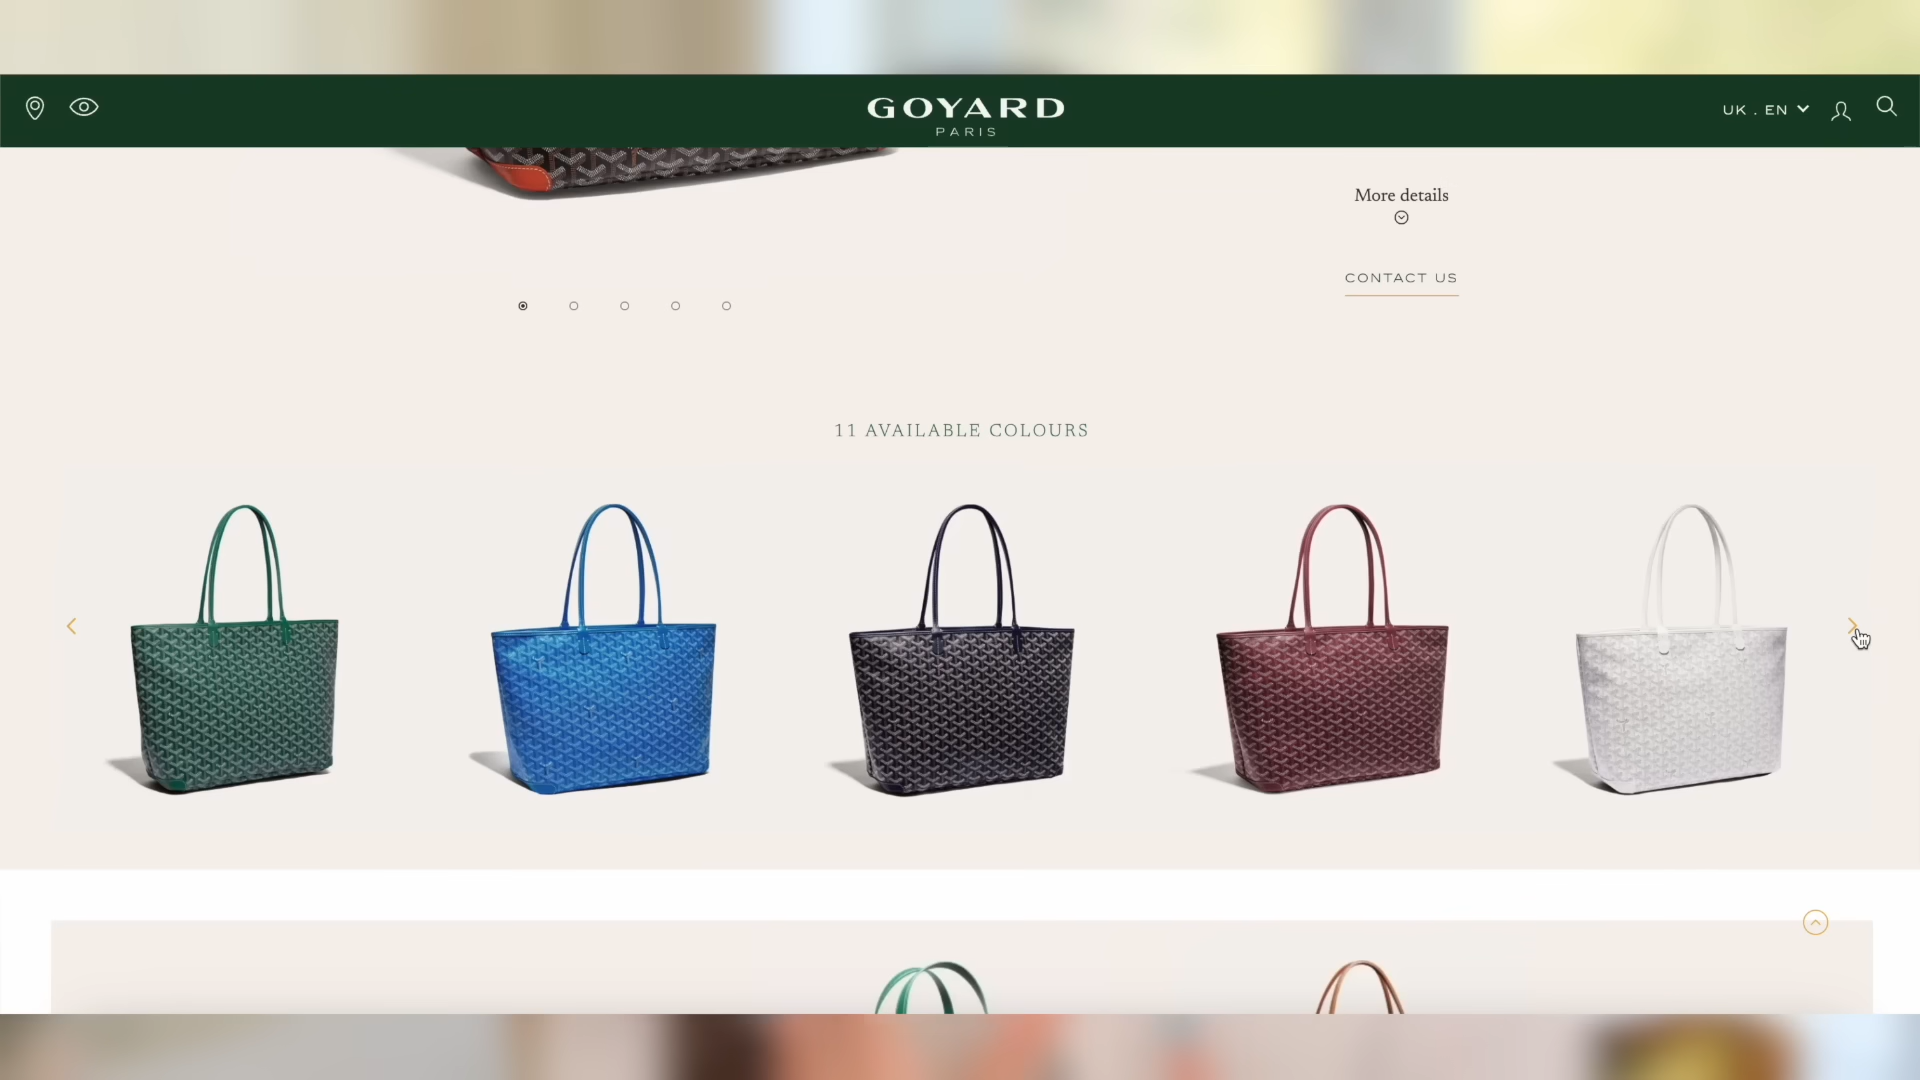 GOYARD
PARIS
UK . EN
More details
CONTACT US
11 AVAILABLE COLOURS